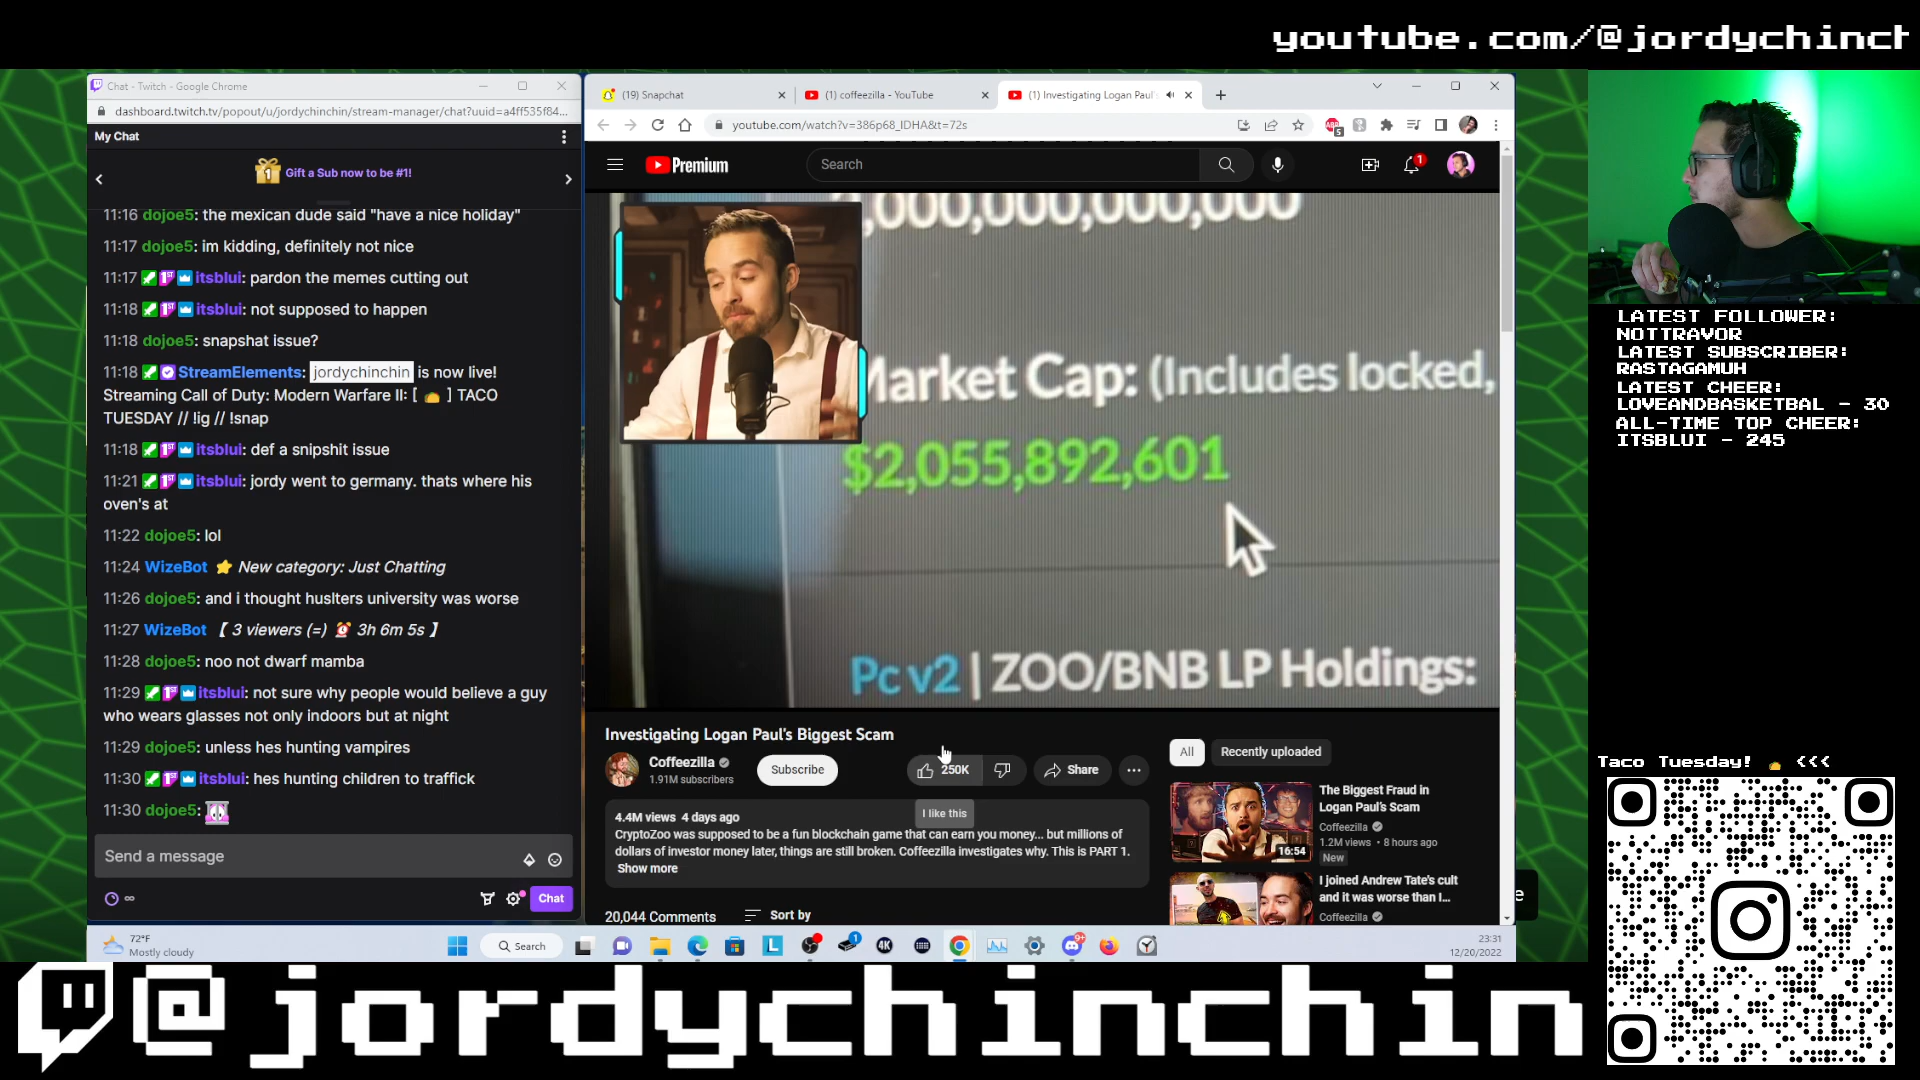 youtube.com/@jordychinch
Chat - Twitch - Google Chrome
dashboard.twitch.tv/popout/u/jordychinchin/stream-manager/chat?uuid=a4ff535f84...
My Chat
Gift a Sub now to be #1!
11:16 dojoe5: the mexican dude said "have a nice holiday"
11:17 dojoe5: im kidding, definitely not nice
11:17 itsblui: pardon the memes cutting out
11:18 itsblui: not supposed to happen
11:18 dojoe5: snapshat issue?
11:18 StreamElements: jordychinchin is now live!
Streaming Call of Duty: Modern Warfare II: [ 🌮 ] TACO
TUESDAY // !ig // !snap
11:18 itsblui: def a snipshit issue
11:21 itsblui: jordy went to germany. thats where his
oven's at
11:22 dojoe5: lol
11:24 WizeBot ⭐ New category: Just Chatting
11:26 dojoe5: and i thought huslters university was worse
11:27 WizeBot 【 3 viewers (=) ⏰ 3h 6m 5s 】
11:28 dojoe5: noo not dwarf mamba
11:29 itsblui: not sure why people would believe a guy
who wears glasses not only indoors but at night
11:29 dojoe5: unless hes hunting vampires
11:30 itsblui: hes hunting children to traffick
11:30 dojoe5:
Send a message
Chat
(19) Snapchat
(1) coffeezilla - YouTube
(1) Investigating Logan Paul'
youtube.com/watch?v=386p68_lDHA&t=72s
Premium
Search
1
,000,000,000,000
Market Cap: (Includes locked,
$2,055,892,601
Pc v2 | ZOO/BNB LP Holdings:
Investigating Logan Paul's Biggest Scam
Coffeezilla
1.91M subscribers
Subscribe
250K
Share
I like this
4.4M views 4 days ago
CryptoZoo was supposed to be a fun blockchain game that can earn you money... but millions of
dollars of investor money later, things are still broken. Coffeezilla investigates why. This is PART 1.
Show more
20,044 Comments
Sort by
All
Recently uploaded
The Biggest Fraud in
Logan Paul's Scam
Coffeezilla
1.2M views • 8 hours ago
New
16:54
I joined Andrew Tate's cult
and it was worse than I...
Coffeezilla
LATEST FOLLOWER:
NOTTRAVOR
LATEST SUBSCRIBER:
RASTAGAMUH
LATEST CHEER:
LOVEANDBASKETBAL - 30
ALL-TIME TOP CHEER:
ITSBLUI - 245
Taco Tuesday! 🌮 <<<
72°F
Mostly cloudy
Search
23:31
12/20/2022
@jordychinchin